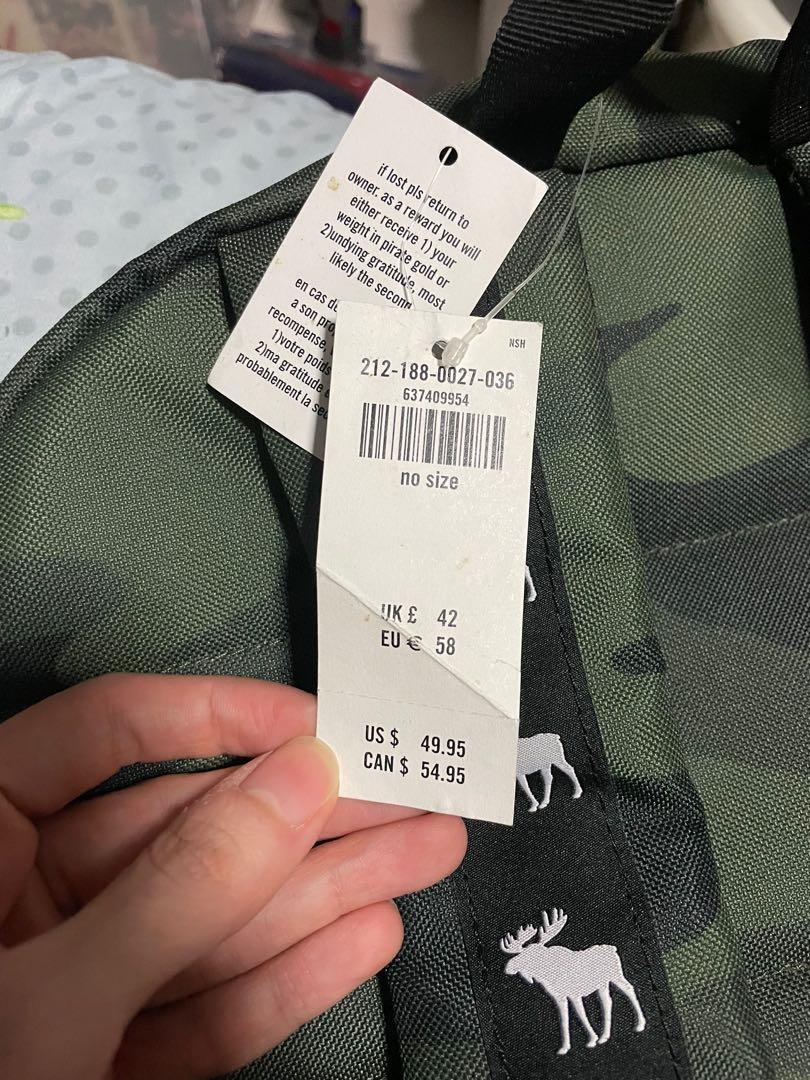 if lost pls return to
owner. as a reward you will
either receive 1) your
weight in pirate gold or
2)undying gratitude, most
likely the second
en cas
a son
recompense,
1)votre poids
2)ma gratitude
probablement la
NSH
212-188-0027-036
637409954
no size
UK £ 42
EU € 58
US $ 49.95
CAN $ 54.95